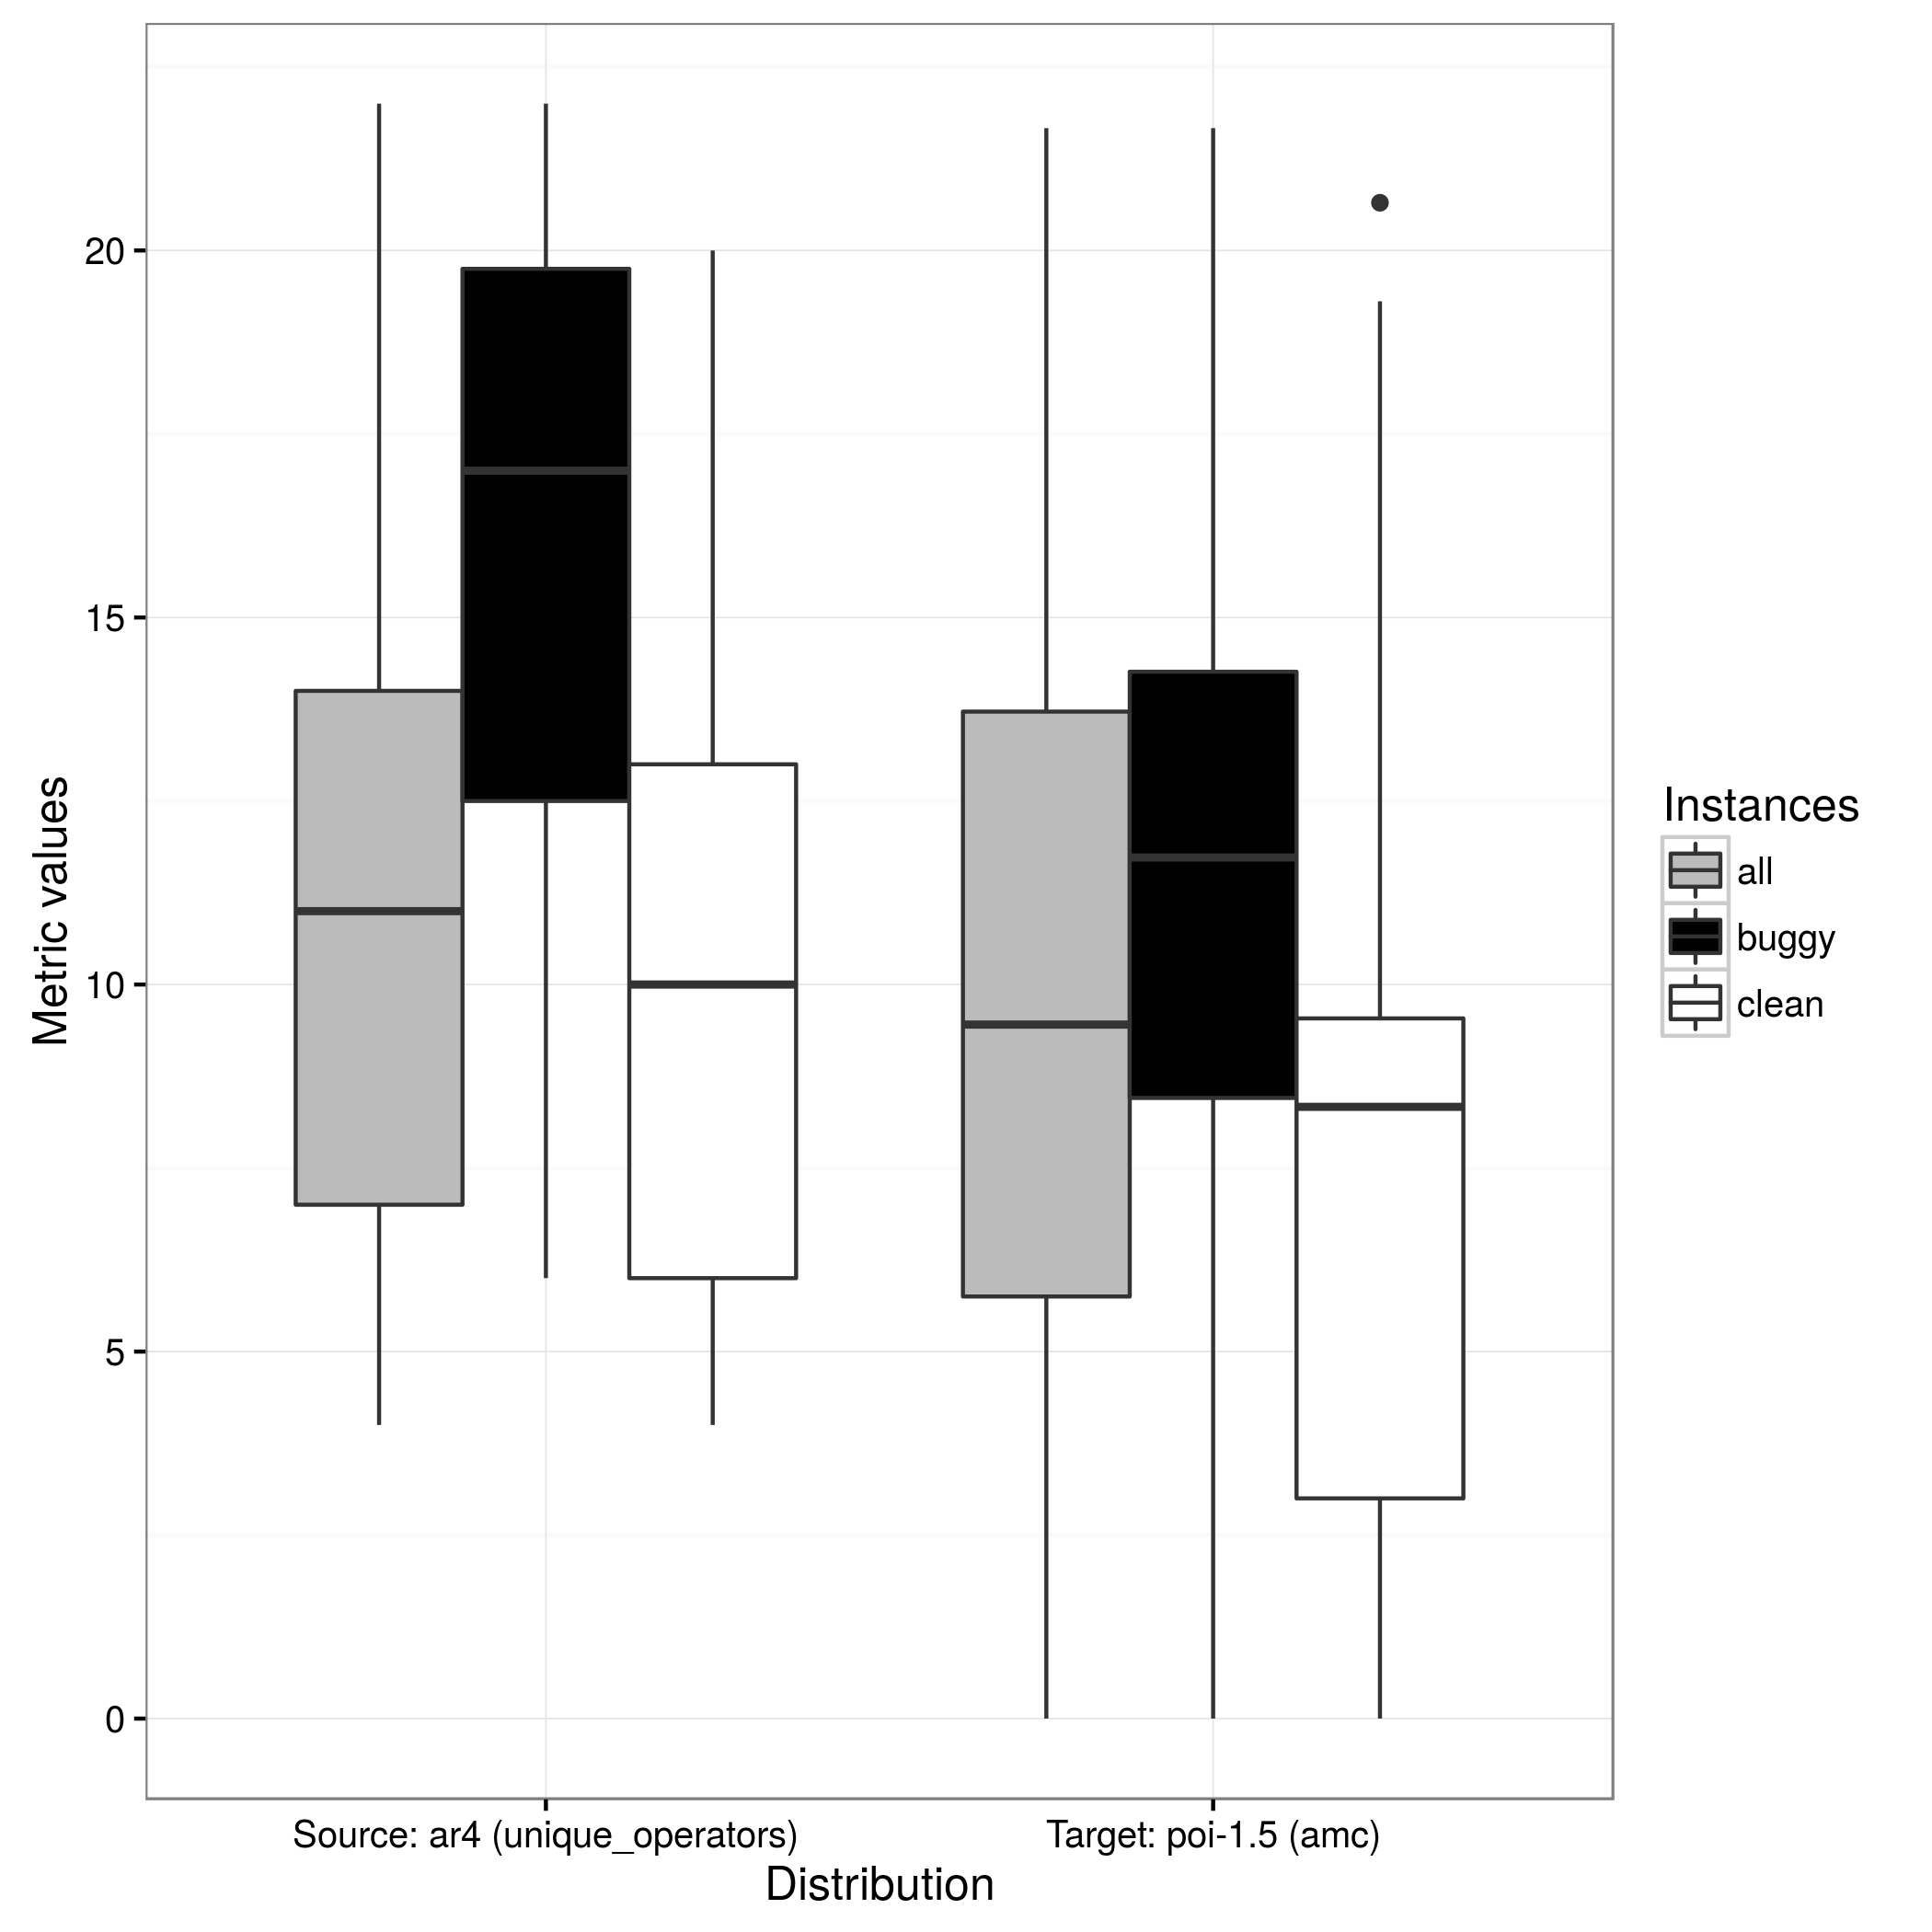 Metric values
20
15
10
5
0
Source: ar4 (unique_operators)
Target: poi-1.5 (amc)
Distribution
Instances
all
buggy
clean